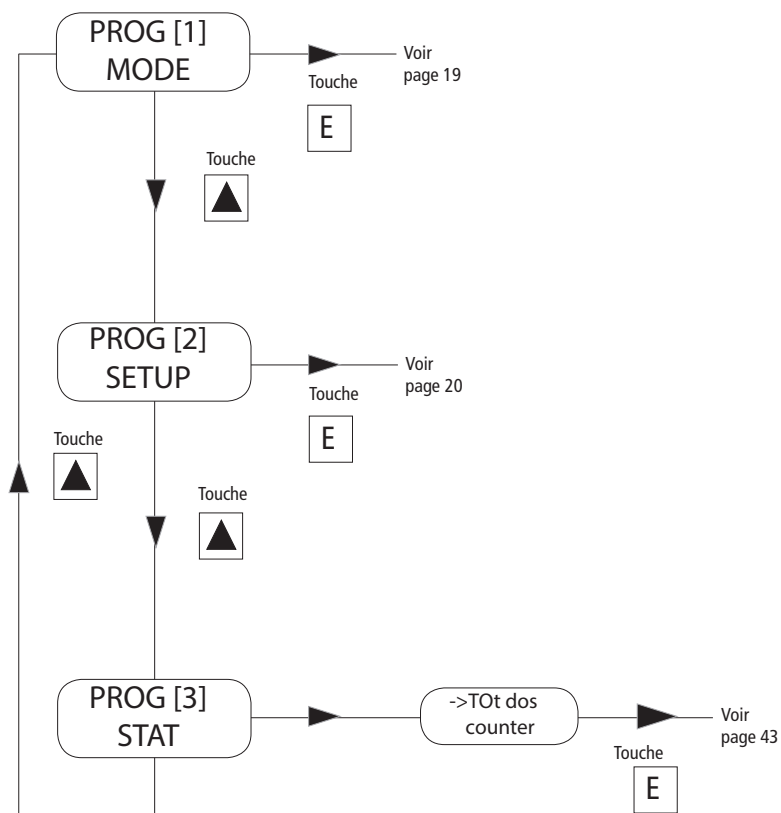 PROG [1]
MODE
Touche
E
Voir
page 19
Touche
PROG [2]
SETUP
Touche
E
Voir
page 20
Touche
Touche
PROG [3]
STAT
->TOt dos
counter
Touche
E
Voir
page 43